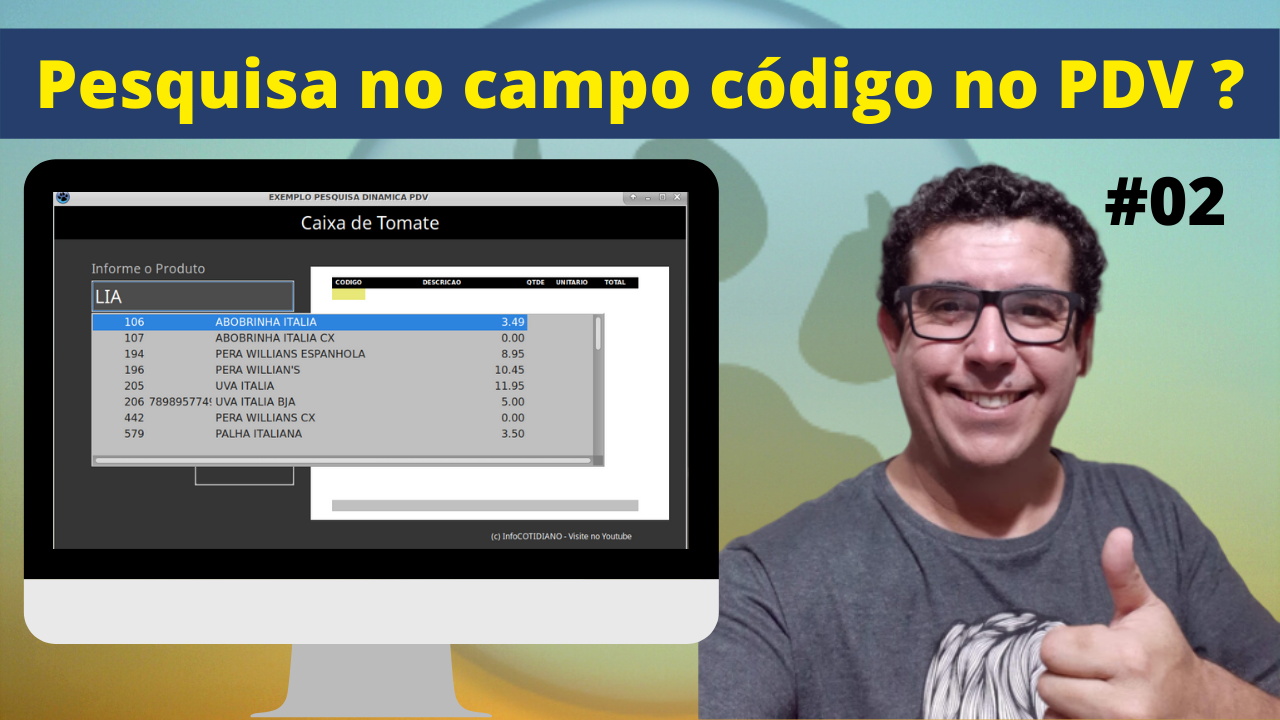 Pesquisa no campo código no PDV ?
#02
EXEMPLO PESQUISA DINAMICA PDV
Caixa de Tomate
Informe o Produto
LIA
CODIGO DESCRICAO QTDE UNITARIO TOTAL
106 ABOBRINHA ITALIA 3.49
107 ABOBRINHA ITALIA CX 0.00
194 PERA WILLIANS ESPANHOLA 8.95
196 PERA WILLIAN'S 10.45
205 UVA ITALIA 11.95
206 789895774 UVA ITALIA BJA 5.00
442 PERA WILLIANS CX 0.00
579 PALHA ITALIANA 3.50
(c) InfoCOTIDIANO - Visite no Youtube